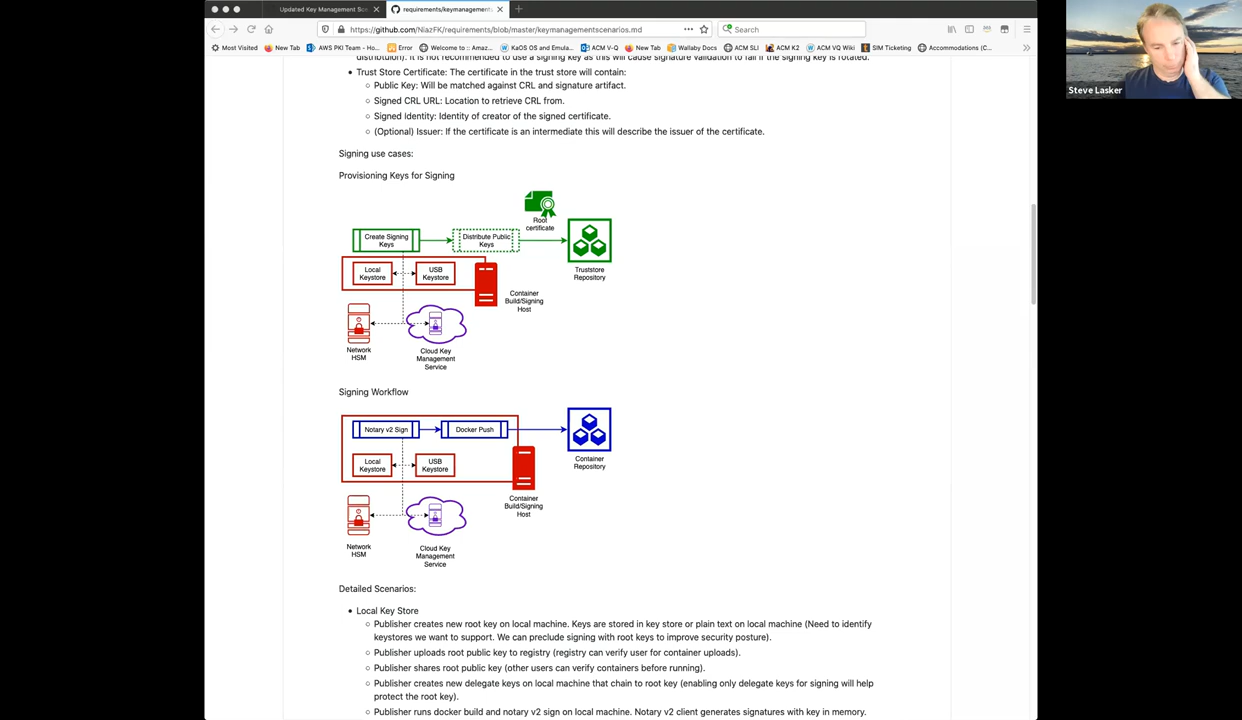 Updated Key Management Sce
requirements/keymanagements
https://github.com/NiazFK/requirements/blob/master/keymanagementscenarios.md
Search
Most Visited
New Tab
AWS PKI Team - Ho...
Error
Welcome :: Amaz...
KaOS OS and Emula...
ACM V-Q
New Tab
Wallaby Docs
ACM SLI
ACM K2
ACM VQ Wiki
SIM Ticketing
Accommodations (C...
Steve Lasker
distribtuion). It is not recommended to use a signing key as this will cause signature validation to fail if the signing key is rotated.
• Trust Store Certificate: The certificate in the trust store will contain:
Public Key: Will be matched against CRL and signature artifact.
Signed CRL URL: Location to retrieve CRL from.
Signed Identity: Identity of creator of the signed certificate.
(Optional) Issuer: If the certificate is an intermediate this will describe the issuer of the certificate.
Signing use cases:
Provisioning Keys for Signing
Root
certificate
Create Signing
Keys
Distribute Public
Keys
Truststore
Repository
Local
Keystore
USB
Keystore
Container
Build/Signing
Host
Network
HSM
Cloud Key
Management
Service
Signing Workflow
Notary v2 Sign
Docker Push
Container
Repository
Local
Keystore
USB
Keystore
Container
Build/Signing
Host
Network
HSM
Cloud Key
Management
Service
Detailed Scenarios:
• Local Key Store
Publisher creates new root key on local machine. Keys are stored in key store or plain text on local machine (Need to identify
keystores we want to support. We can preclude signing with root keys to improve security posture).
Publisher uploads root public key to registry (registry can verify user for container uploads).
Publisher shares root public key (other users can verify containers before running).
Publisher creates new delegate keys on local machine that chain to root key (enabling only delegate keys for signing will help
protect the root key).
Publisher runs docker build and notary v2 sign on local machine. Notary v2 client generates signatures with key in memory.